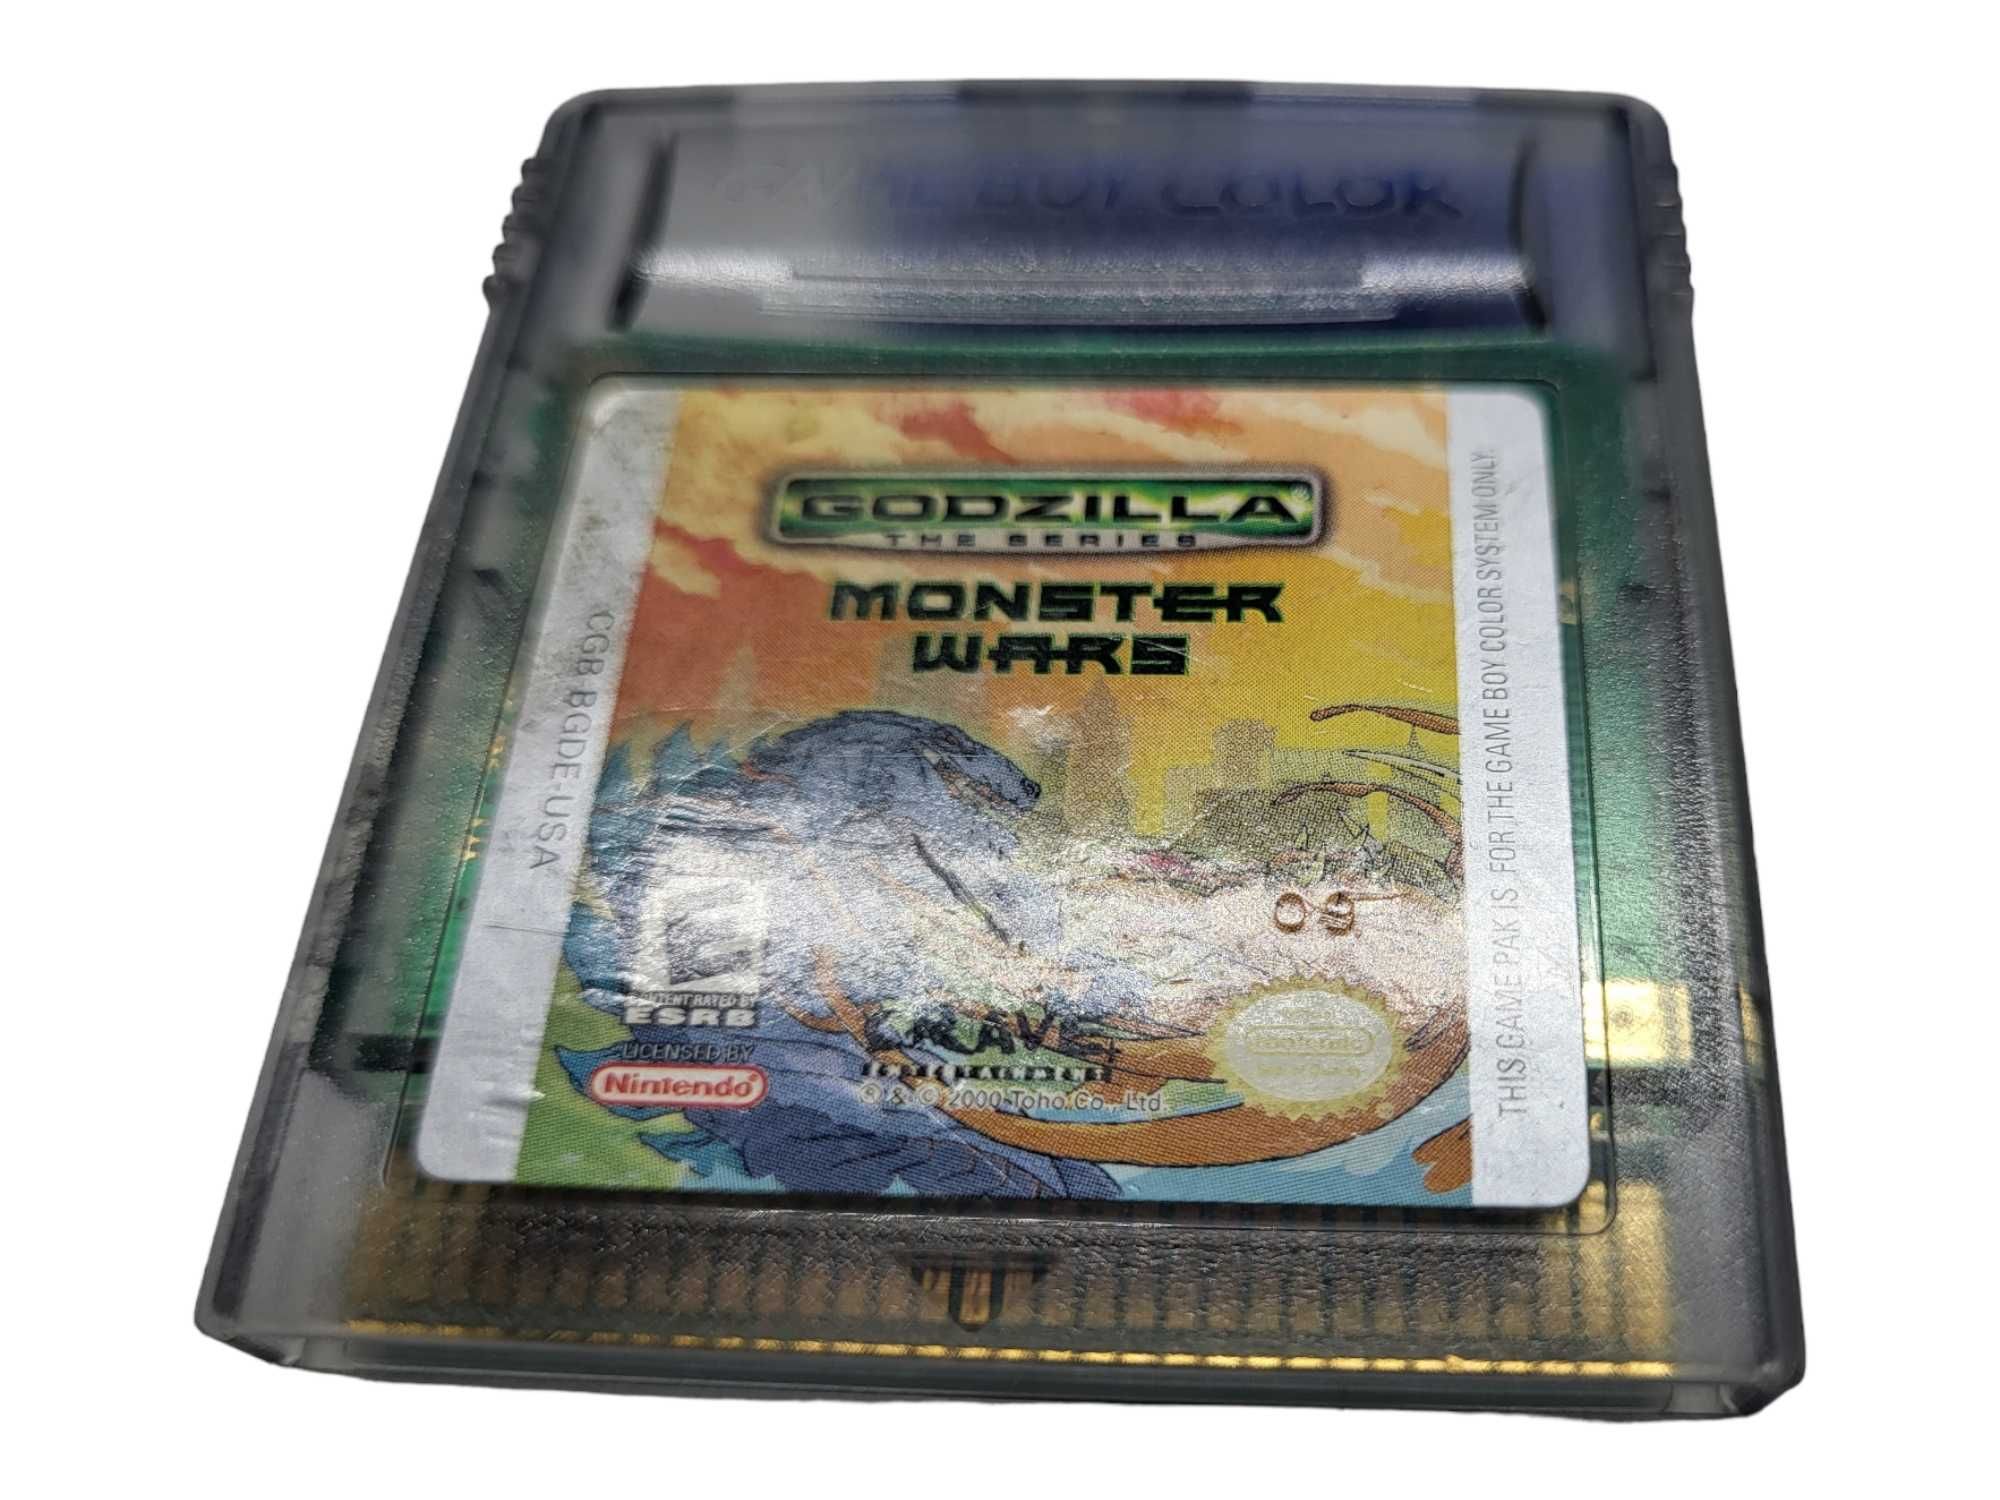 GAME BOY COLOR
GODZILLA®
THE SERIES
MONSTER
WARS
CGB-BGDE-USA
THIS GAME PAK IS FOR THE GAME BOY COLOR SYSTEM ONLY.
CONTENT RATED BY
ESRB
LICENSED BY
Nintendo®
CRAVE
ENTERTAINMENT
® & © 2000 Toho Co., Ltd.
Nintendo